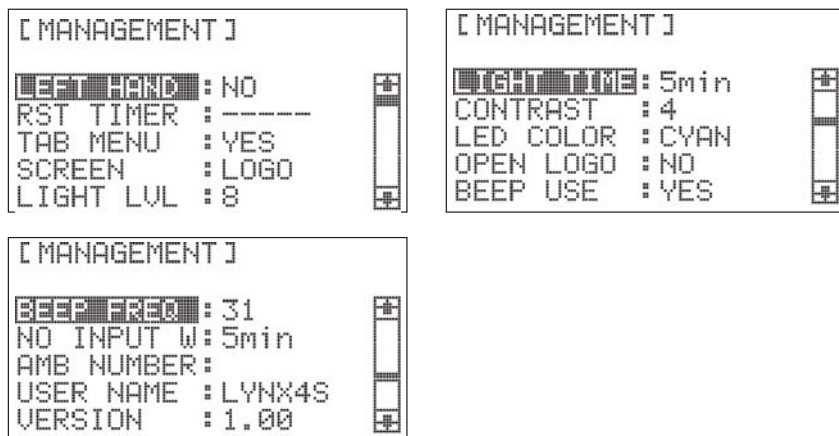 [MANAGEMENT]
LEFT HAND :NO
RST TIMER :-----
TAB MENU :YES
SCREEN :LOGO
LIGHT LVL :8
[MANAGEMENT]
LIGHT TIME:5min
CONTRAST :4
LED COLOR :CYAN
OPEN LOGO :NO
BEEP USE :YES
[MANAGEMENT]
BEEP FREQ :31
NO INPUT W:5min
AMB NUMBER:
USER NAME :LYNX4S
VERSION :1.00